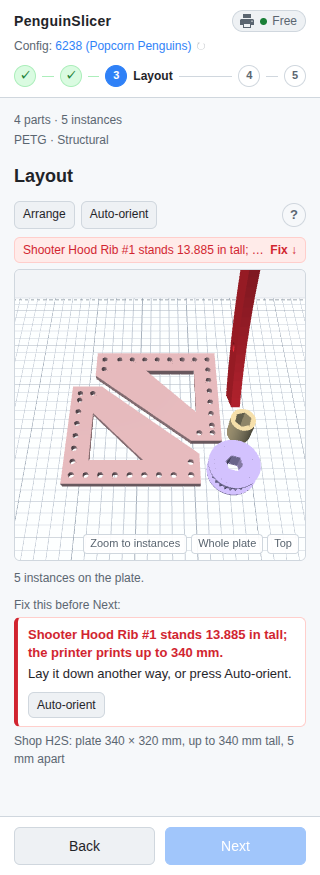 PenguinSlicer
Free
Config: 6238 (Popcorn Penguins)
3 Layout 4 5
4 parts · 5 instances
PETG · Structural
Layout
Arrange Auto-orient ?
Shooter Hood Rib #1 stands 13.885 in tall; … Fix ↓
Zoom to instances Whole plate Top
5 instances on the plate.
Fix this before Next:
Shooter Hood Rib #1 stands 13.885 in tall;
the printer prints up to 340 mm.
Lay it down another way, or press Auto-orient.
Auto-orient
Shop H2S: plate 340 × 320 mm, up to 340 mm tall, 5
mm apart
Back Next